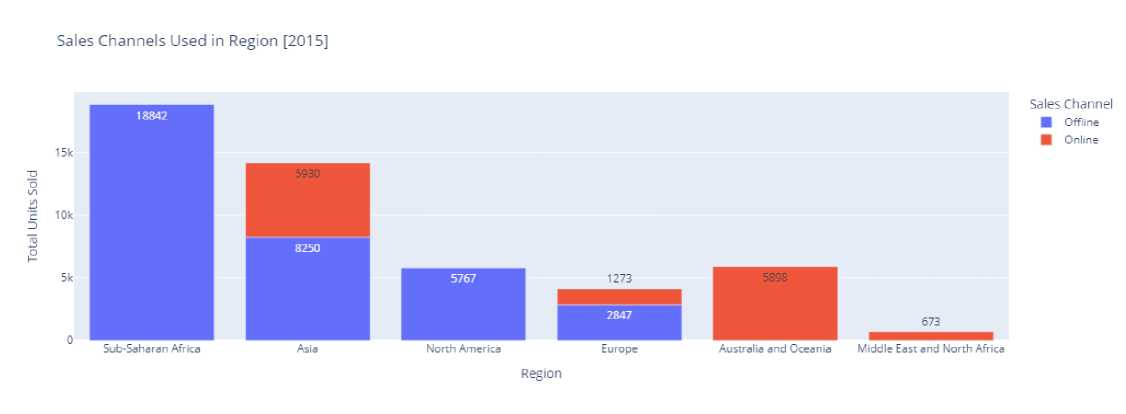 Sales Channels Used in Region [2015]
Sales Channel
Offline
Online
Total Units Sold
15k
10k
5k
0
18842
5930
8250
5767
1273
2847
5898
673
Sub-Saharan Africa
Asia
North America
Europe
Australia and Oceania
Middle East and North Africa
Region